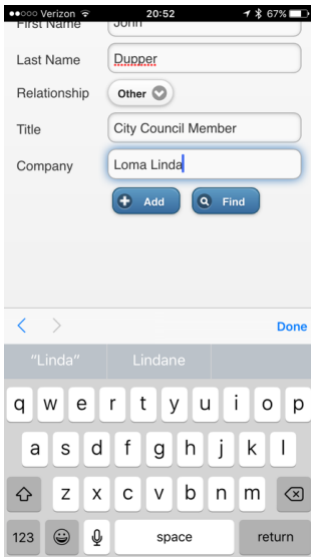 Verizon 20:52 67%
First Name John
Last Name Dupper
Relationship Other
Title City Council Member
Company Loma Linda
Add Find
Done
"Linda" Lindane
q w e r t y u i o p
a s d f g h j k l
z x c v b n m
123 space return